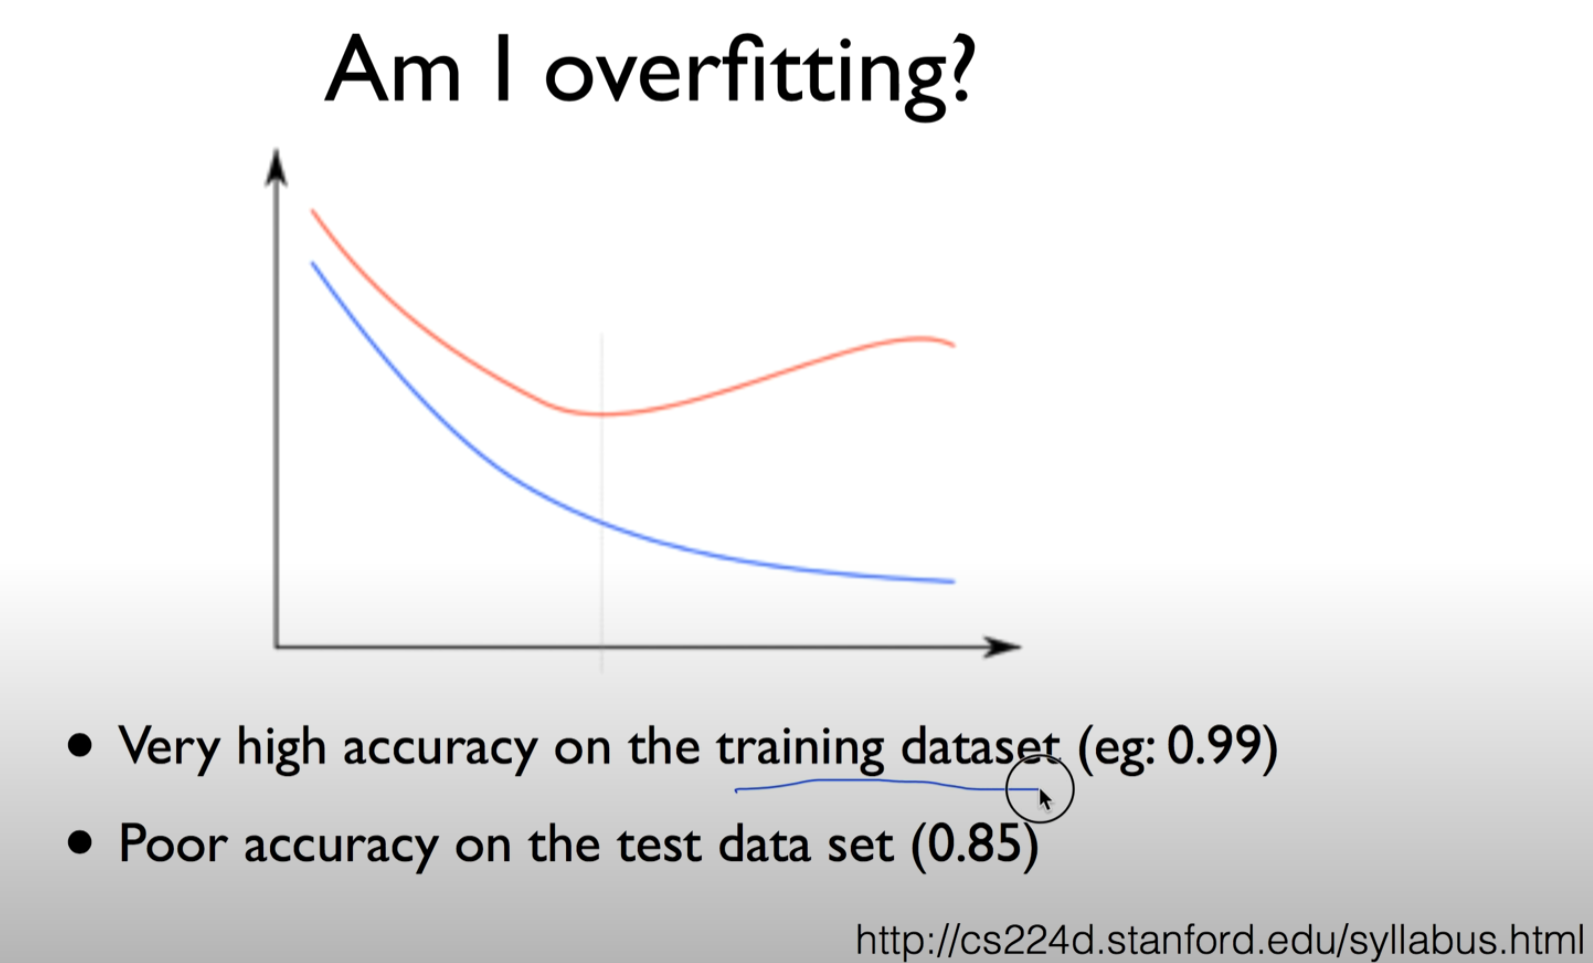 Am I overfitting?
• Very high accuracy on the training dataset (eg: 0.99)
• Poor accuracy on the test data set (0.85)
http://cs224d.stanford.edu/syllabus.html